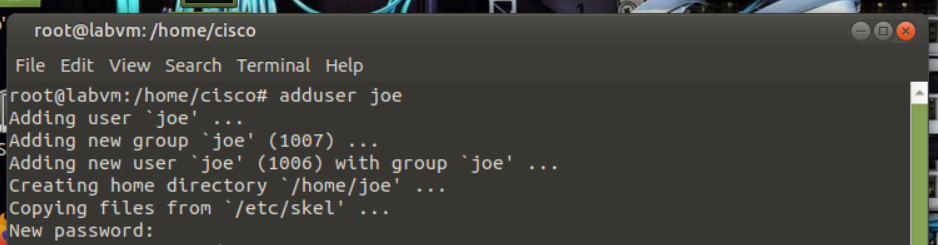 root@labvm: /home/cisco
File Edit View Search Terminal Help
root@labvm:/home/cisco# adduser joe
Adding user `joe' ...
Adding new group `joe' (1007) ...
Adding new user `joe' (1006) with group `joe' ...
Creating home directory `/home/joe' ...
Copying files from `/etc/skel' ...
New password: